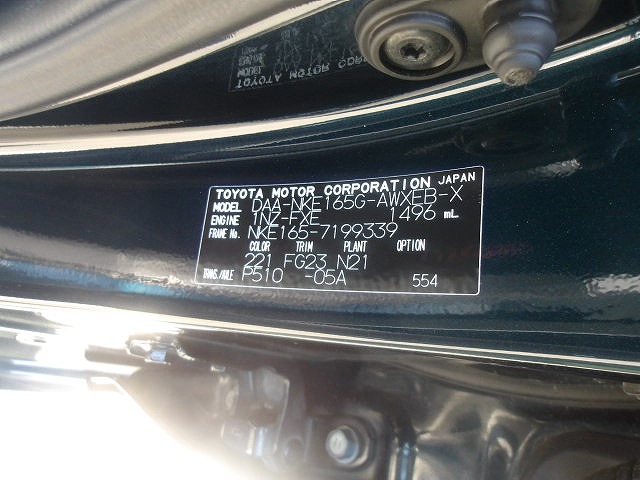 TOYOTA MOTOR CORPORATION JAPAN
MODEL DAA-NKE165G-AWXEB-X
ENGINE 1NZ-FXE 1496 mL
FRAME No. NKE165-7199339
COLOR TRIM PLANT OPTION
221 FG23 N21
TRANS./AXLE P510 -05A 554